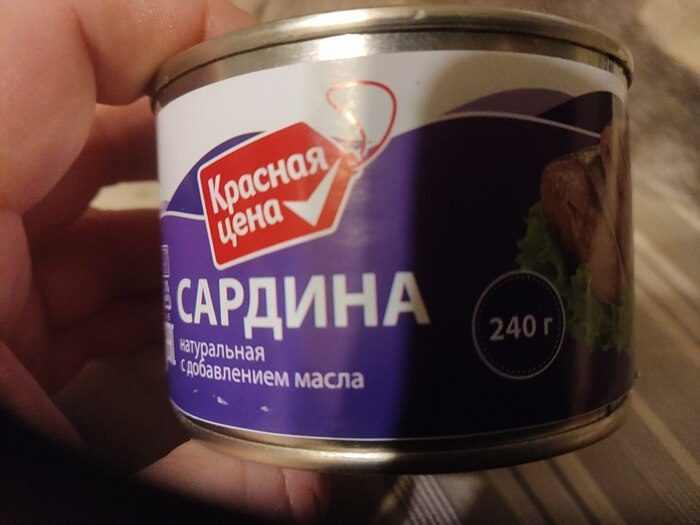 Красная
цена
САРДИНА
натуральная
с добавлением масла
240 г